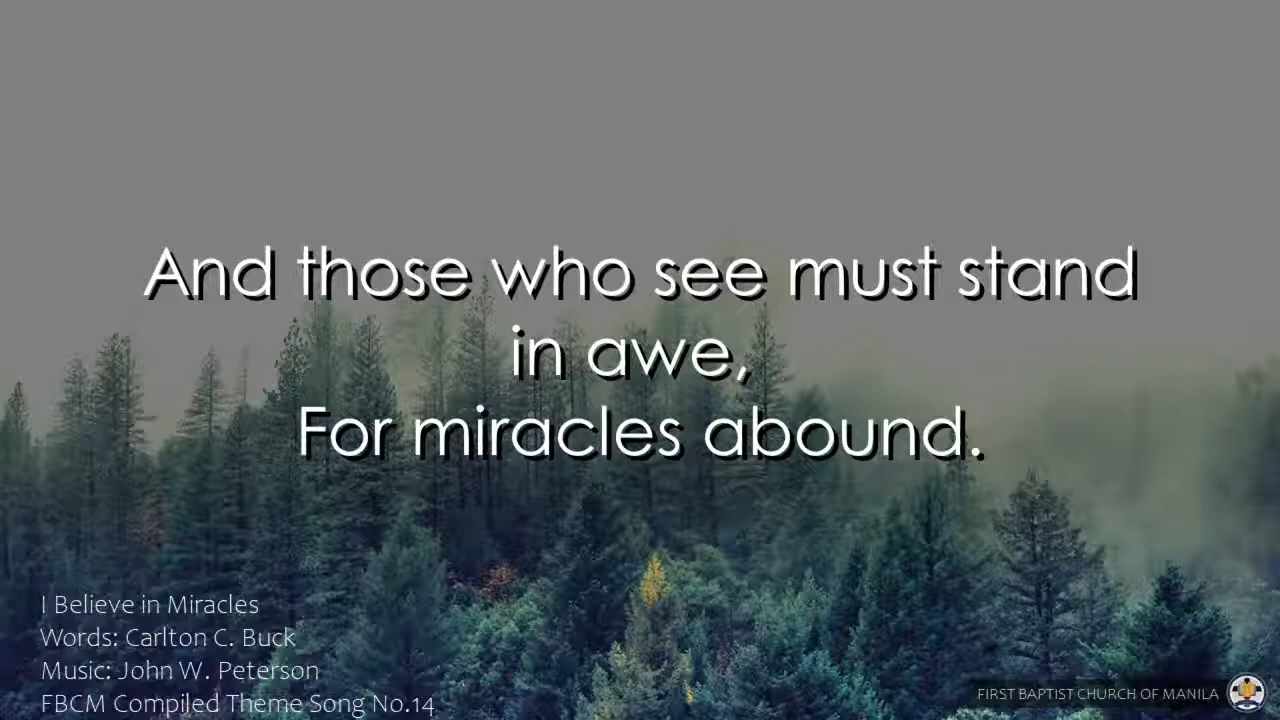 And those who see must stand
in awe,
For miracles abound.
I Believe in Miracles
Words: Carlton C. Buck
Music: John W. Peterson
FBCM Compiled Theme Song No.14
FIRST BAPTIST CHURCH OF MANILA